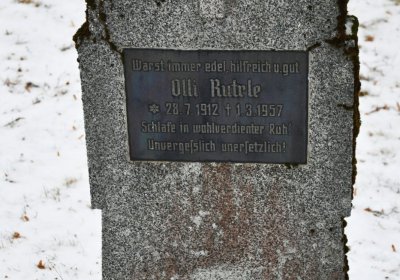 Warst immer edel, hilfreich u. gut
Olli Rutrle
✳ 28.7.1912 † 1.3.1957
Schlafe in wohlverdienter Ruh'
Unvergesslich, unersetzlich!